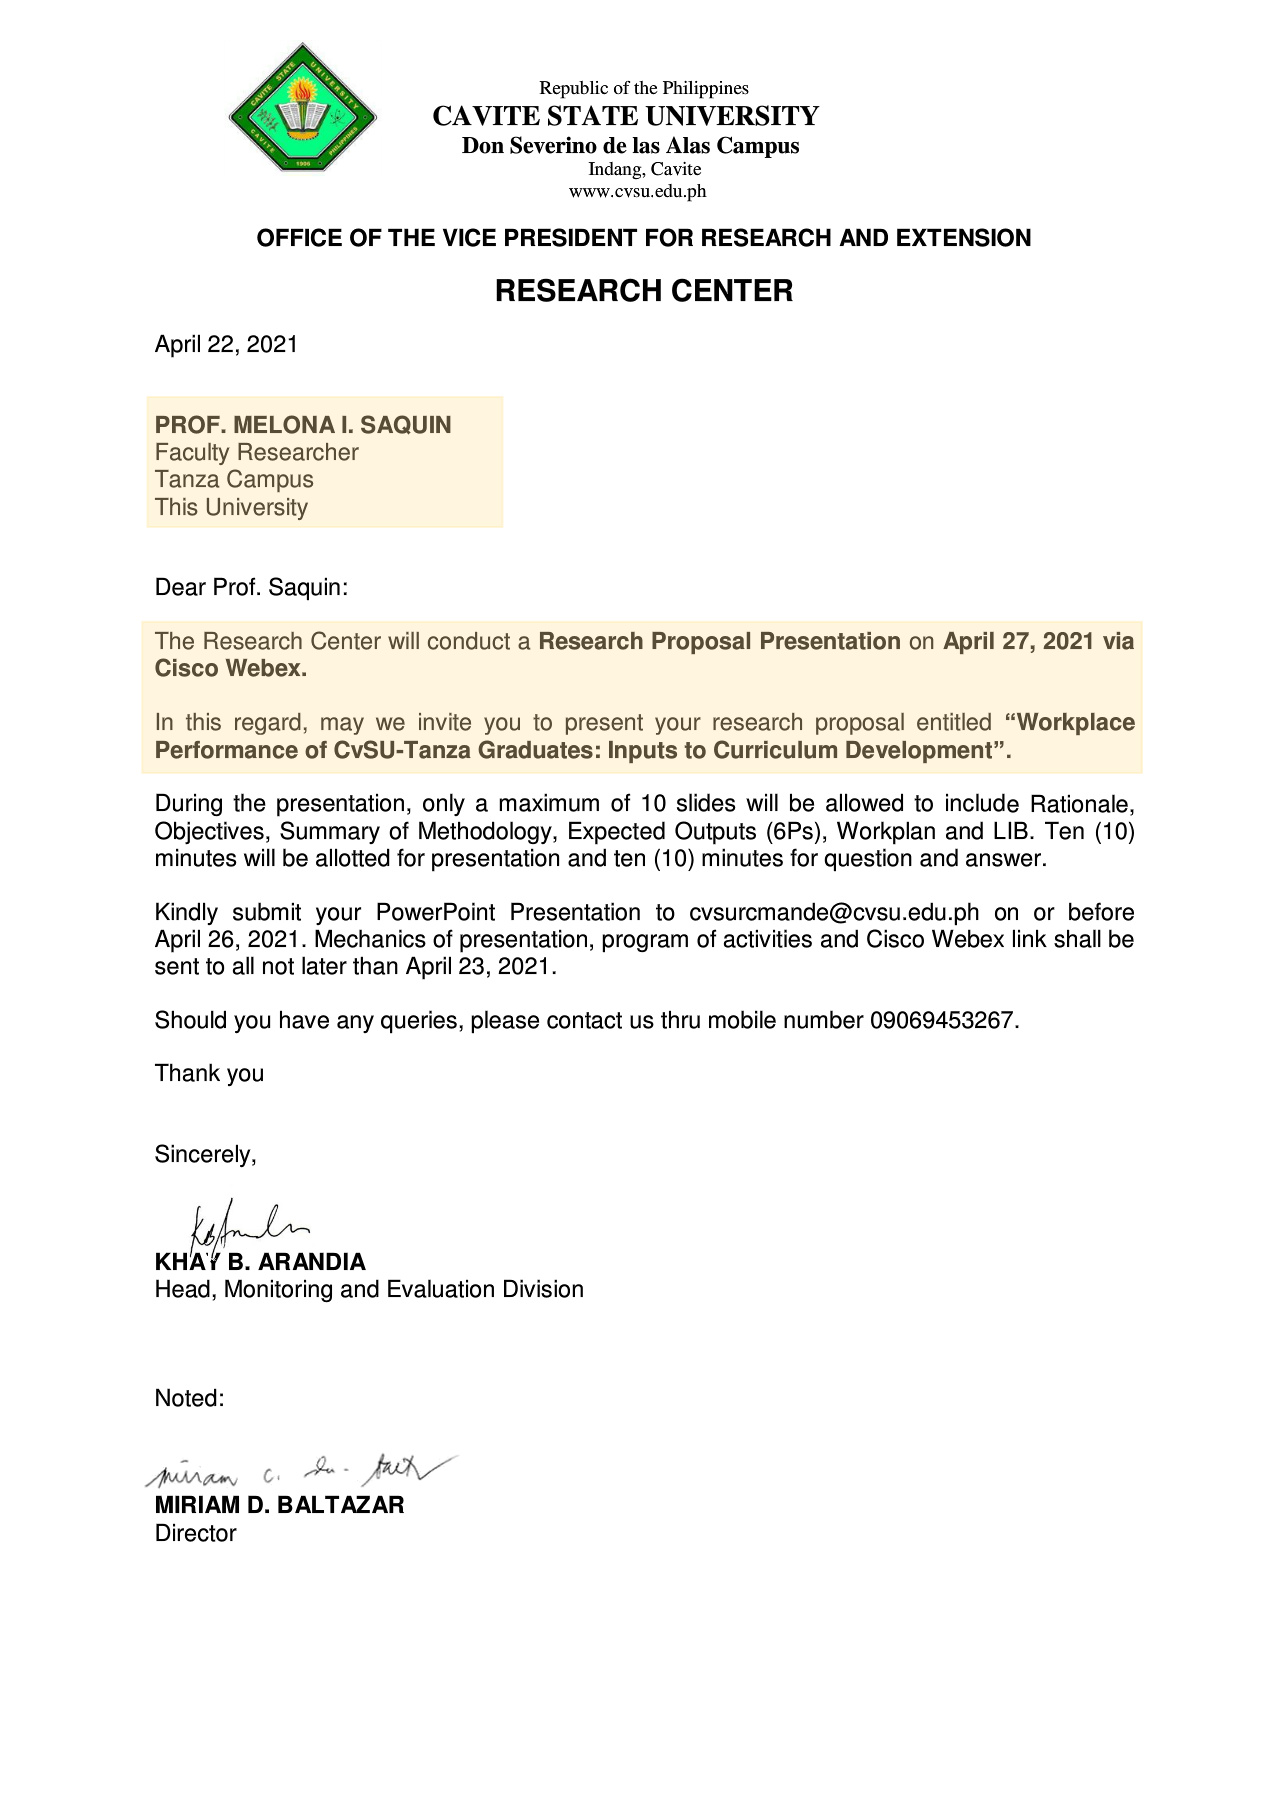 CAVITE STATE UNIVERSITY
CAVITE
PHILIPPINES
1906
Republic of the Philippines
CAVITE STATE UNIVERSITY
Don Severino de las Alas Campus
Indang, Cavite
www.cvsu.edu.ph
OFFICE OF THE VICE PRESIDENT FOR RESEARCH AND EXTENSION
RESEARCH CENTER
April 22, 2021
PROF. MELONA I. SAQUIN
Faculty Researcher
Tanza Campus
This University
Dear Prof. Saquin:
The Research Center will conduct a Research Proposal Presentation on April 27, 2021 via
Cisco Webex.
In this regard, may we invite you to present your research proposal entitled “Workplace
Performance of CvSU-Tanza Graduates: Inputs to Curriculum Development”.
During the presentation, only a maximum of 10 slides will be allowed to include Rationale,
Objectives, Summary of Methodology, Expected Outputs (6Ps), Workplan and LIB. Ten (10)
minutes will be allotted for presentation and ten (10) minutes for question and answer.
Kindly submit your PowerPoint Presentation to cvsurcmande@cvsu.edu.ph on or before
April 26, 2021. Mechanics of presentation, program of activities and Cisco Webex link shall be
sent to all not later than April 23, 2021.
Should you have any queries, please contact us thru mobile number 09069453267.
Thank you
Sincerely,
KHAY B. ARANDIA
Head, Monitoring and Evaluation Division
Noted:
MIRIAM D. BALTAZAR
Director